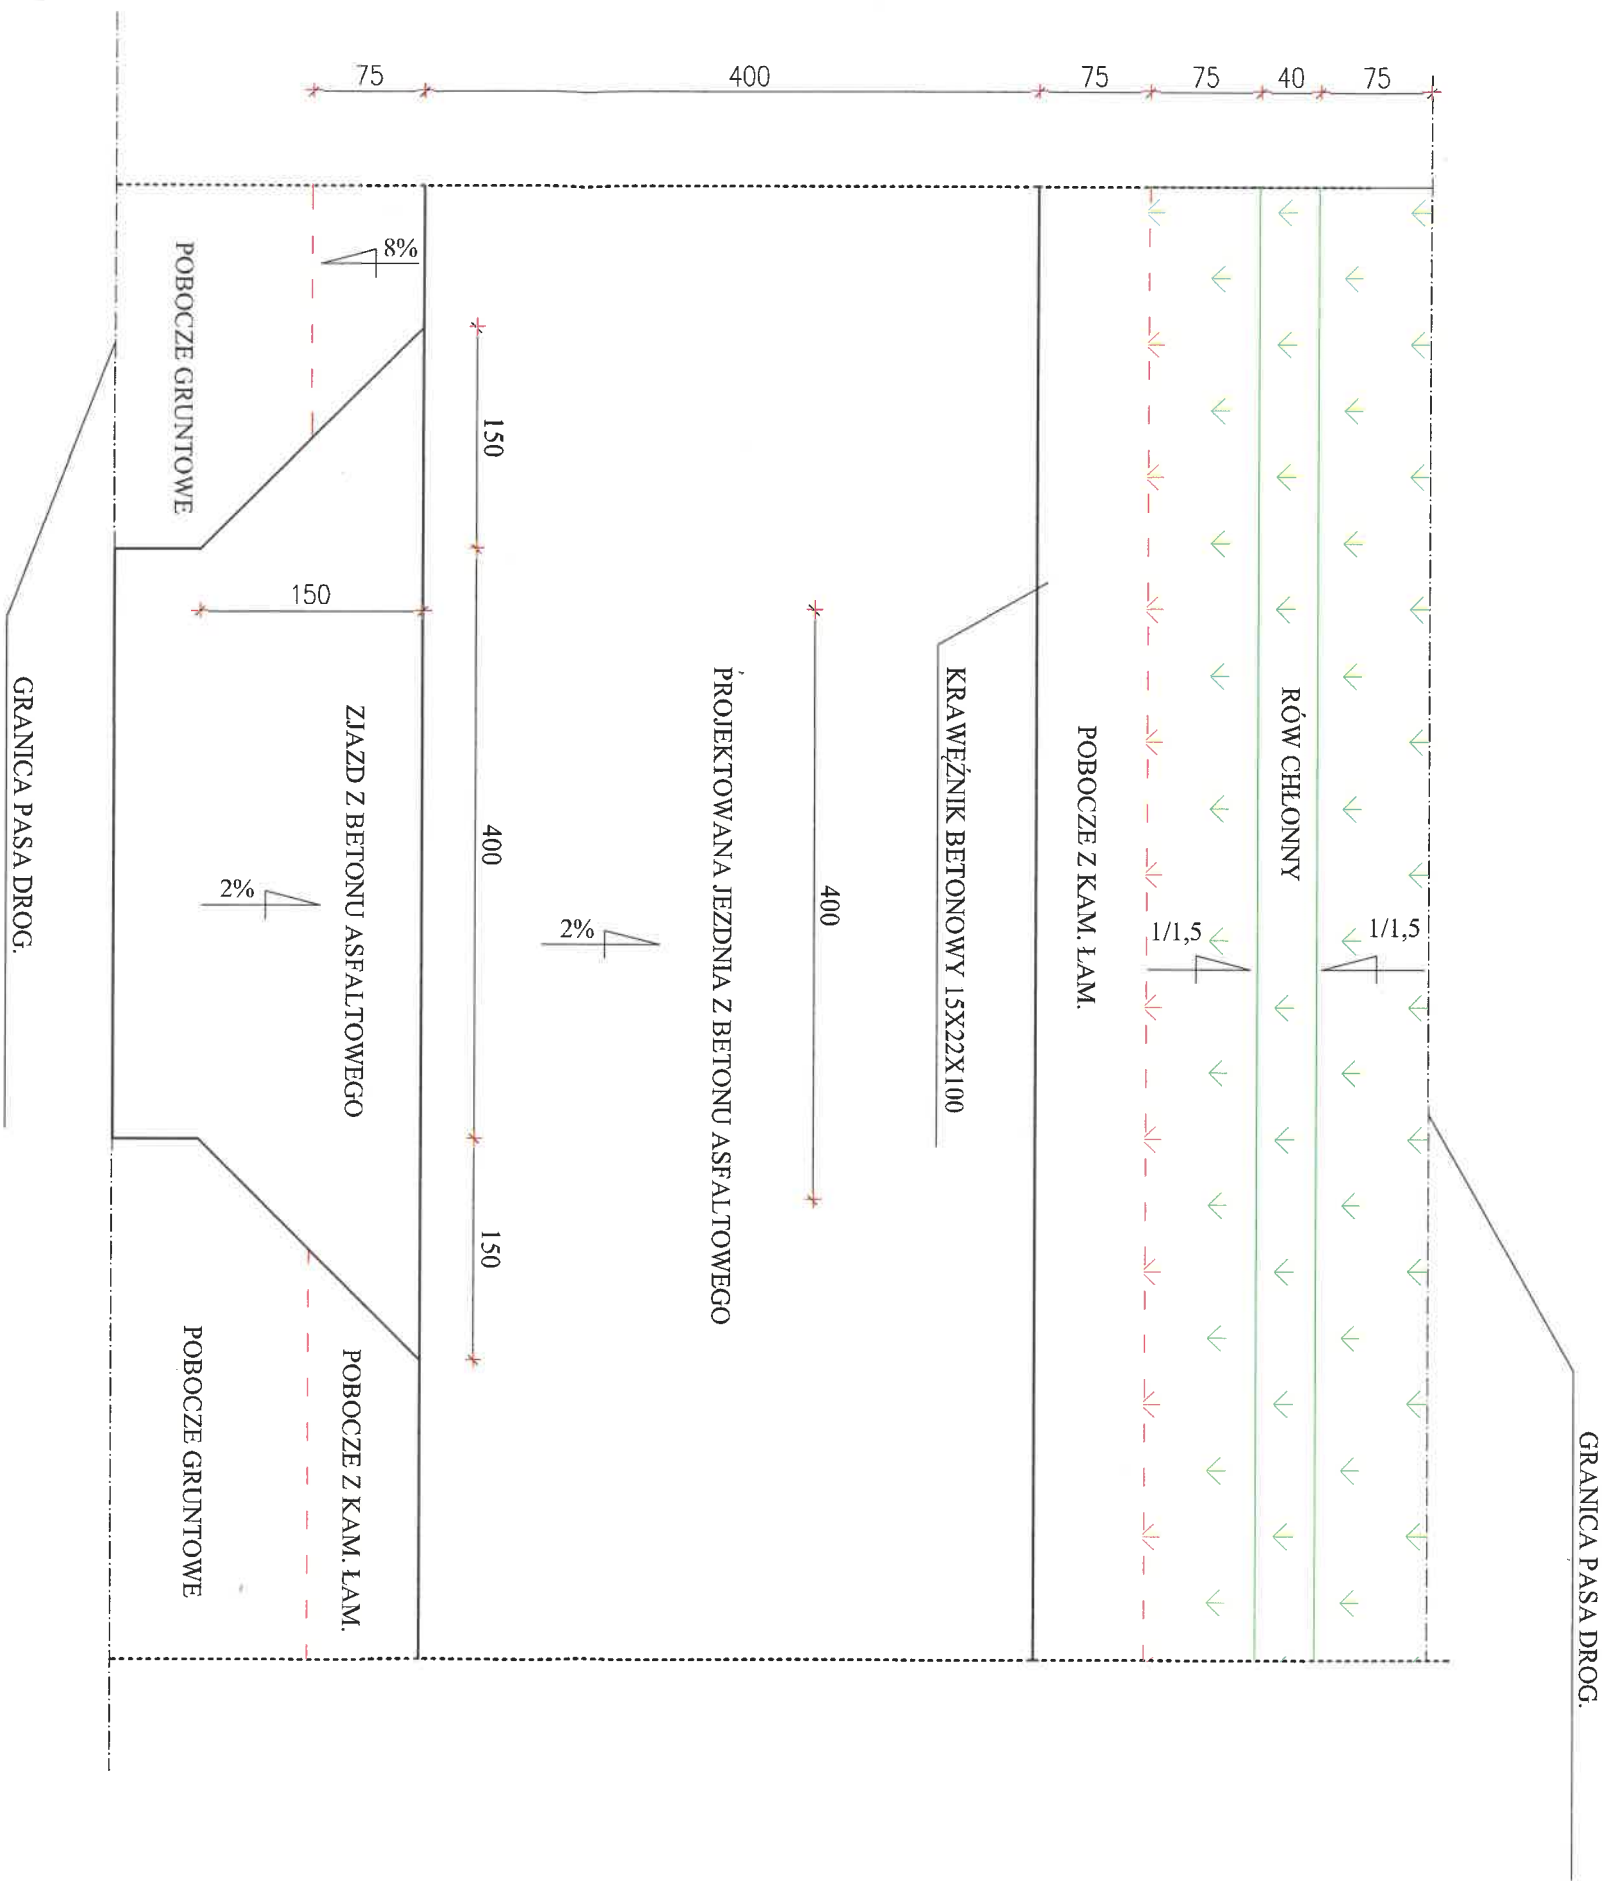 75
400
75
75
40
75
8%
POBOCZE GRUNTOWE
150
150
400
150
400
GRANICA PASA DROG.
ZJAZD Z BETONU ASFALTOWEGO
2%
2%
PROJEKTOWANA JEZDNIA Z BETONU ASFALTOWEGO
KRAWĘŹNIK BETONOWY 15X22X100
POBOCZE Z KAM. ŁAM.
RÓW CHŁONNY
1/1,5
1/1,5
POBOCZE GRUNTOWE
POBOCZE Z KAM. ŁAM.
GRANICA PASA DROG.